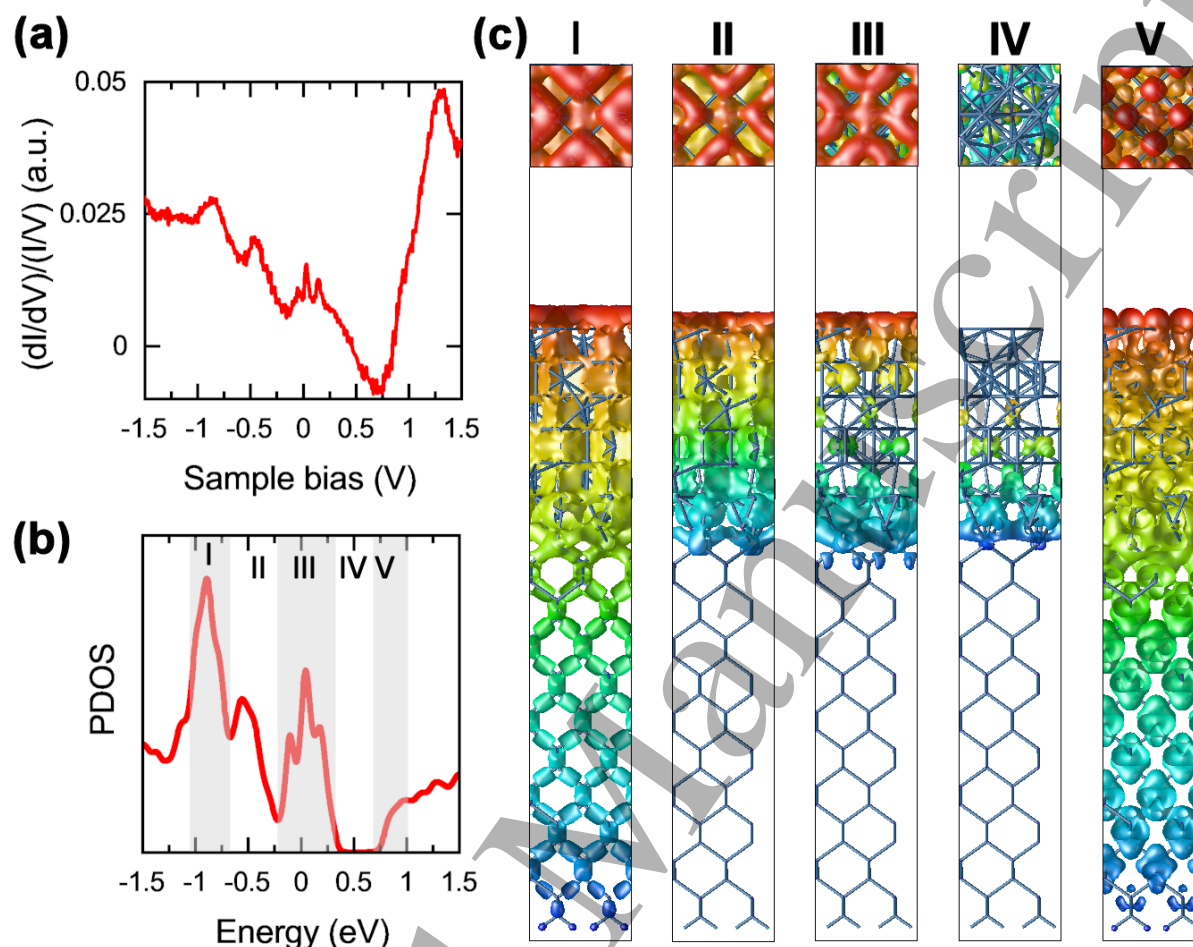 (a)
(dI/dV)/(I/V) (a.u.)
0.05
0.025
0
-1.5 -1 -0.5 0 0.5 1 1.5
Sample bias (V)
(b)
I II III IV V
PDOS
-1.5 -1 -0.5 0 0.5 1 1.5
Energy (eV)
(c)
I II III IV V
Manuscrip